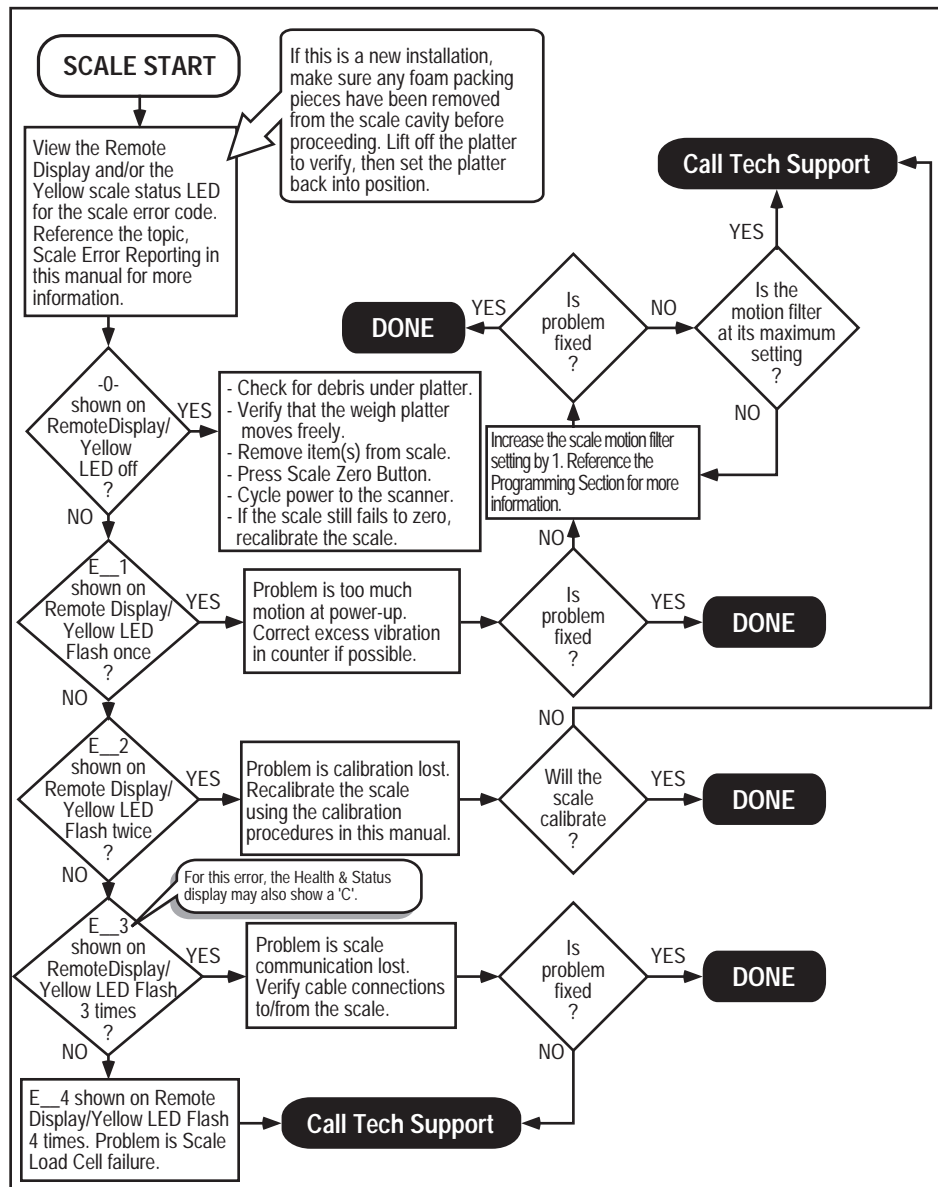 SCALE START
If this is a new installation,
make sure any foam packing
pieces have been removed
from the scale cavity before
proceeding. Lift off the platter
to verify, then set the platter
back into position.
View the Remote
Display and/or the
Yellow scale status LED
for the scale error code.
Reference the topic,
Scale Error Reporting in
this manual for more
information.
Call Tech Support
YES
Is the
motion filter
at its maximum
setting
?
NO
Is
problem
fixed
?
YES
NO
DONE
-0-
shown on
RemoteDisplay/
Yellow
LED off
?
YES
NO
- Check for debris under platter.
- Verify that the weigh platter
moves freely.
- Remove item(s) from scale.
- Press Scale Zero Button.
- Cycle power to the scanner.
- If the scale still fails to zero,
recalibrate the scale.
Increase the scale motion filter
setting by 1. Reference the
Programming Section for more
information.
NO
E__1
shown on
Remote Display/
Yellow LED
Flash once
?
YES
NO
Problem is too much
motion at power-up.
Correct excess vibration
in counter if possible.
Is
problem
fixed
?
YES
DONE
E__2
shown on
Remote Display/
Yellow LED
Flash twice
?
YES
NO
Problem is calibration lost.
Recalibrate the scale
using the calibration
procedures in this manual.
NO
Will the
scale
calibrate
?
YES
DONE
For this error, the Health & Status
display may also show a 'C'.
E__3
shown on
RemoteDisplay/
Yellow LED Flash
3 times
?
YES
NO
Problem is scale
communication lost.
Verify cable connections
to/from the scale.
Is
problem
fixed
?
YES
DONE
NO
E__4 shown on Remote
Display/Yellow LED Flash
4 times. Problem is Scale
Load Cell failure.
Call Tech Support